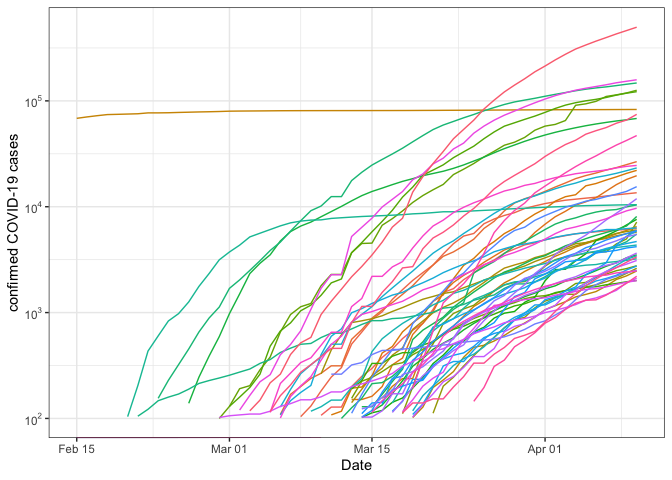 confirmed COVID-19 cases
10⁵
10⁴
10³
10²
Feb 15
Mar 01
Mar 15
Apr 01
Date